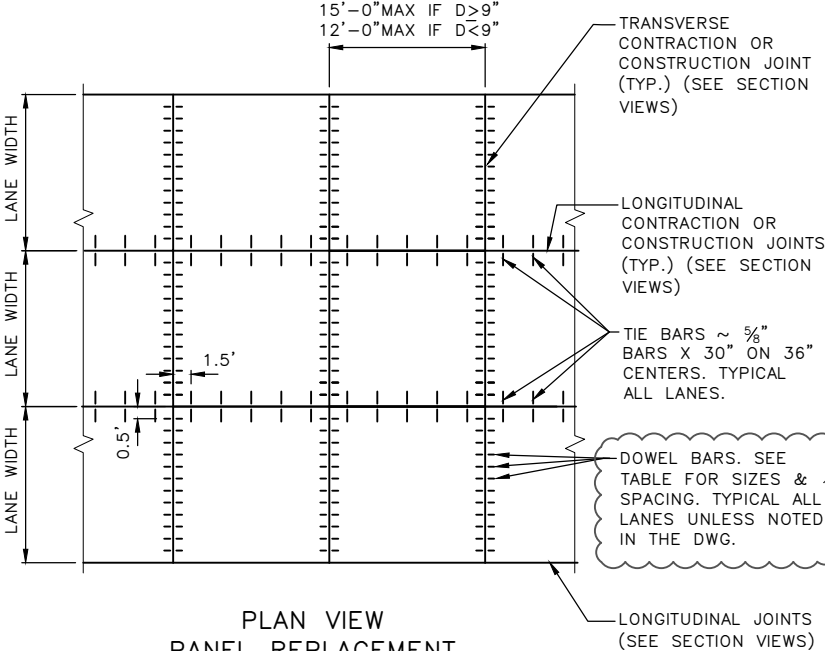 15'-0"MAX IF D>9"
12'-0"MAX IF D≤9"
TRANSVERSE
CONTRACTION OR
CONSTRUCTION JOINT
(TYP.) (SEE SECTION
VIEWS)
LANE WIDTH
LONGITUDINAL
CONTRACTION OR
CONSTRUCTION JOINTS
(TYP.) (SEE SECTION
VIEWS)
LANE WIDTH
1.5'
TIE BARS ~ ⅝"
BARS X 30" ON 36"
CENTERS. TYPICAL
ALL LANES.
0.5'
LANE WIDTH
DOWEL BARS. SEE
TABLE FOR SIZES &
SPACING. TYPICAL ALL
LANES UNLESS NOTED
IN THE DWG.
PLAN VIEW
PANEL REPLACEMENT
LONGITUDINAL JOINTS
(SEE SECTION VIEWS)